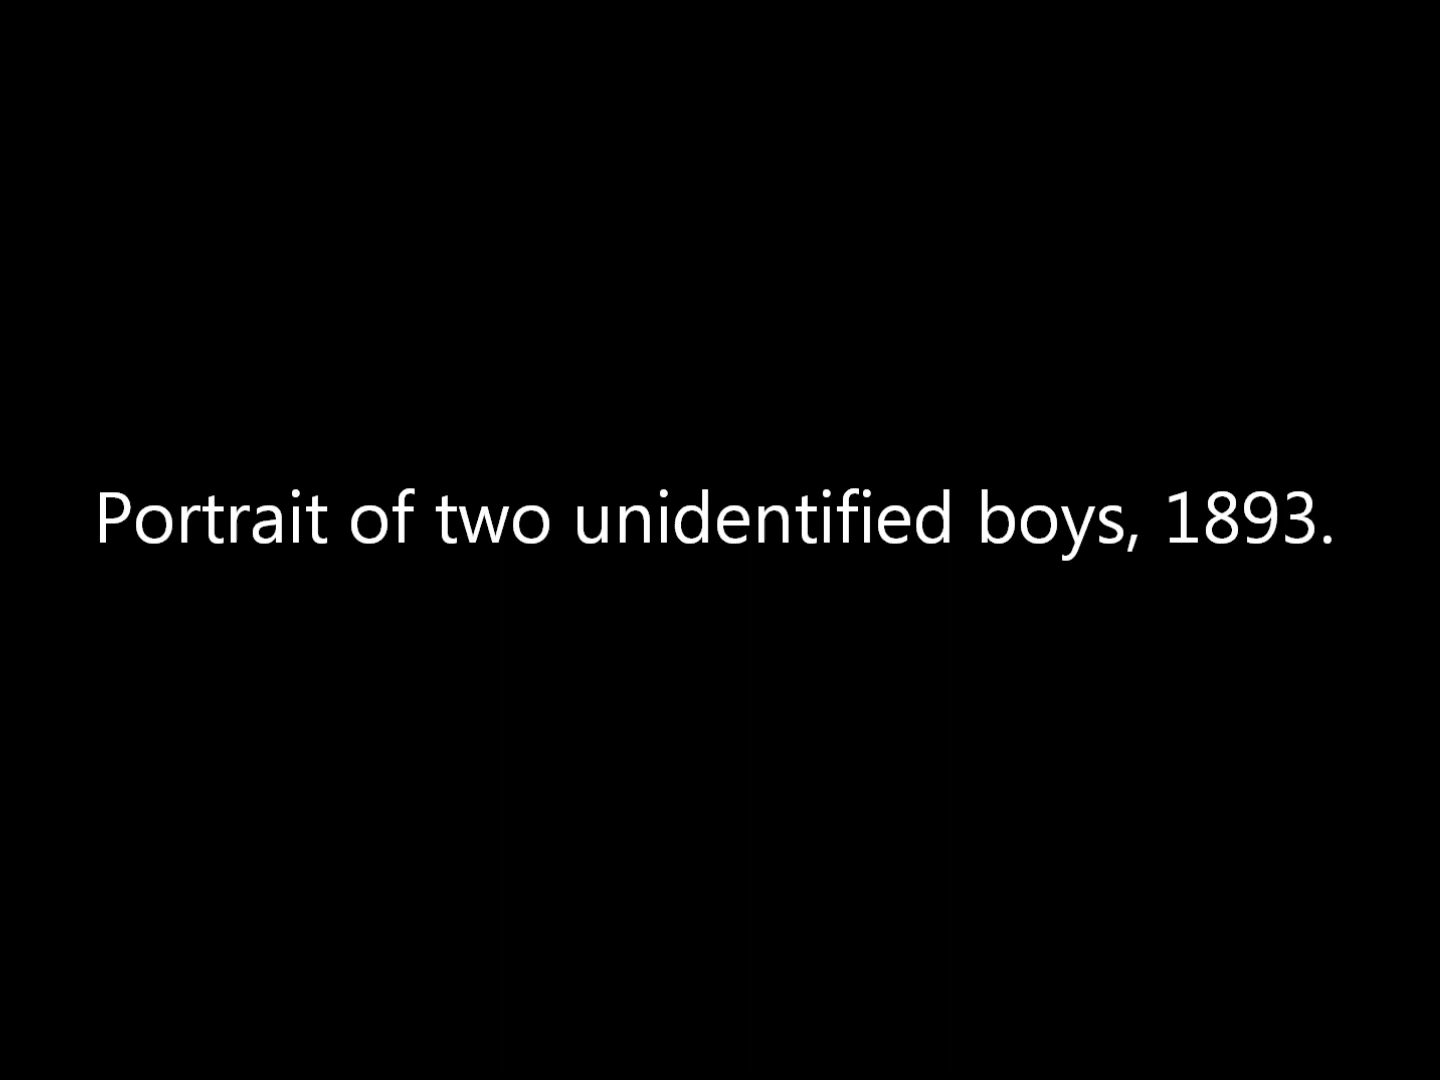 Portrait of two unidentified boys, 1893.